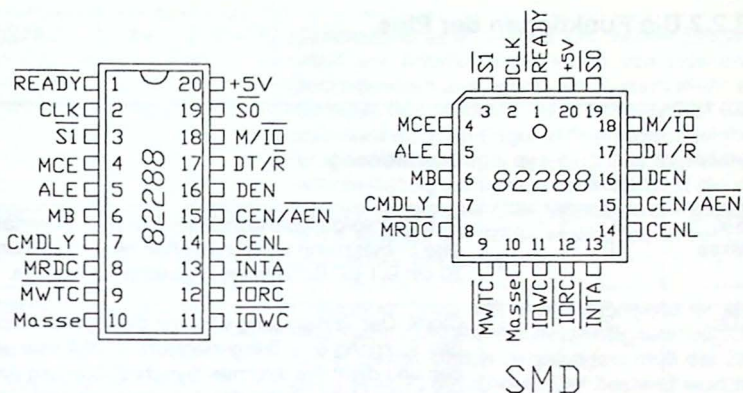 READY 1 20 +5V
CLK 2 19 S0
S1 3 18 M/IO
MCE 4 17 DT/R
ALE 5 16 DEN
MB 6 15 CEN/AEN
CMDLY 7 14 CENL
MRDC 8 13 INTA
MWTC 9 12 IORC
Masse 10 11 IOWC
82288
S1 CLK READY +5V S0
3 2 1 20 19
MCE 4 18 M/IO
ALE 5 17 DT/R
MB 6 82288 16 DEN
CMDLY 7 15 CEN/AEN
MRDC 8 14 CENL
9 10 11 12 13
MWTC Masse IOWC IORC INTA
SMD